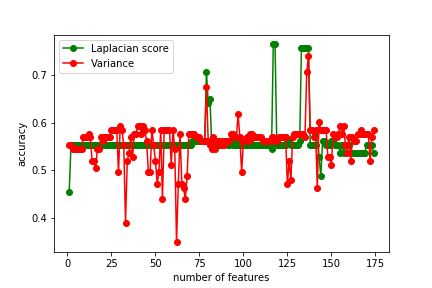 Laplacian score
Variance
0.7
0.6
0.5
0.4
accuracy
0 25 50 75 100 125 150 175
number of features